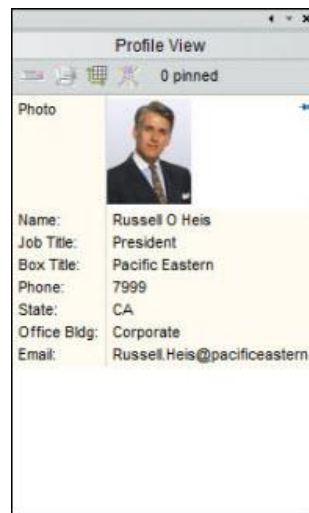 Profile View
0 pinned
Photo
Name: Russell O Heis
Job Title: President
Box Title: Pacific Eastern
Phone: 7999
State: CA
Office Bldg: Corporate
Email: Russell.Heis@pacificeastern